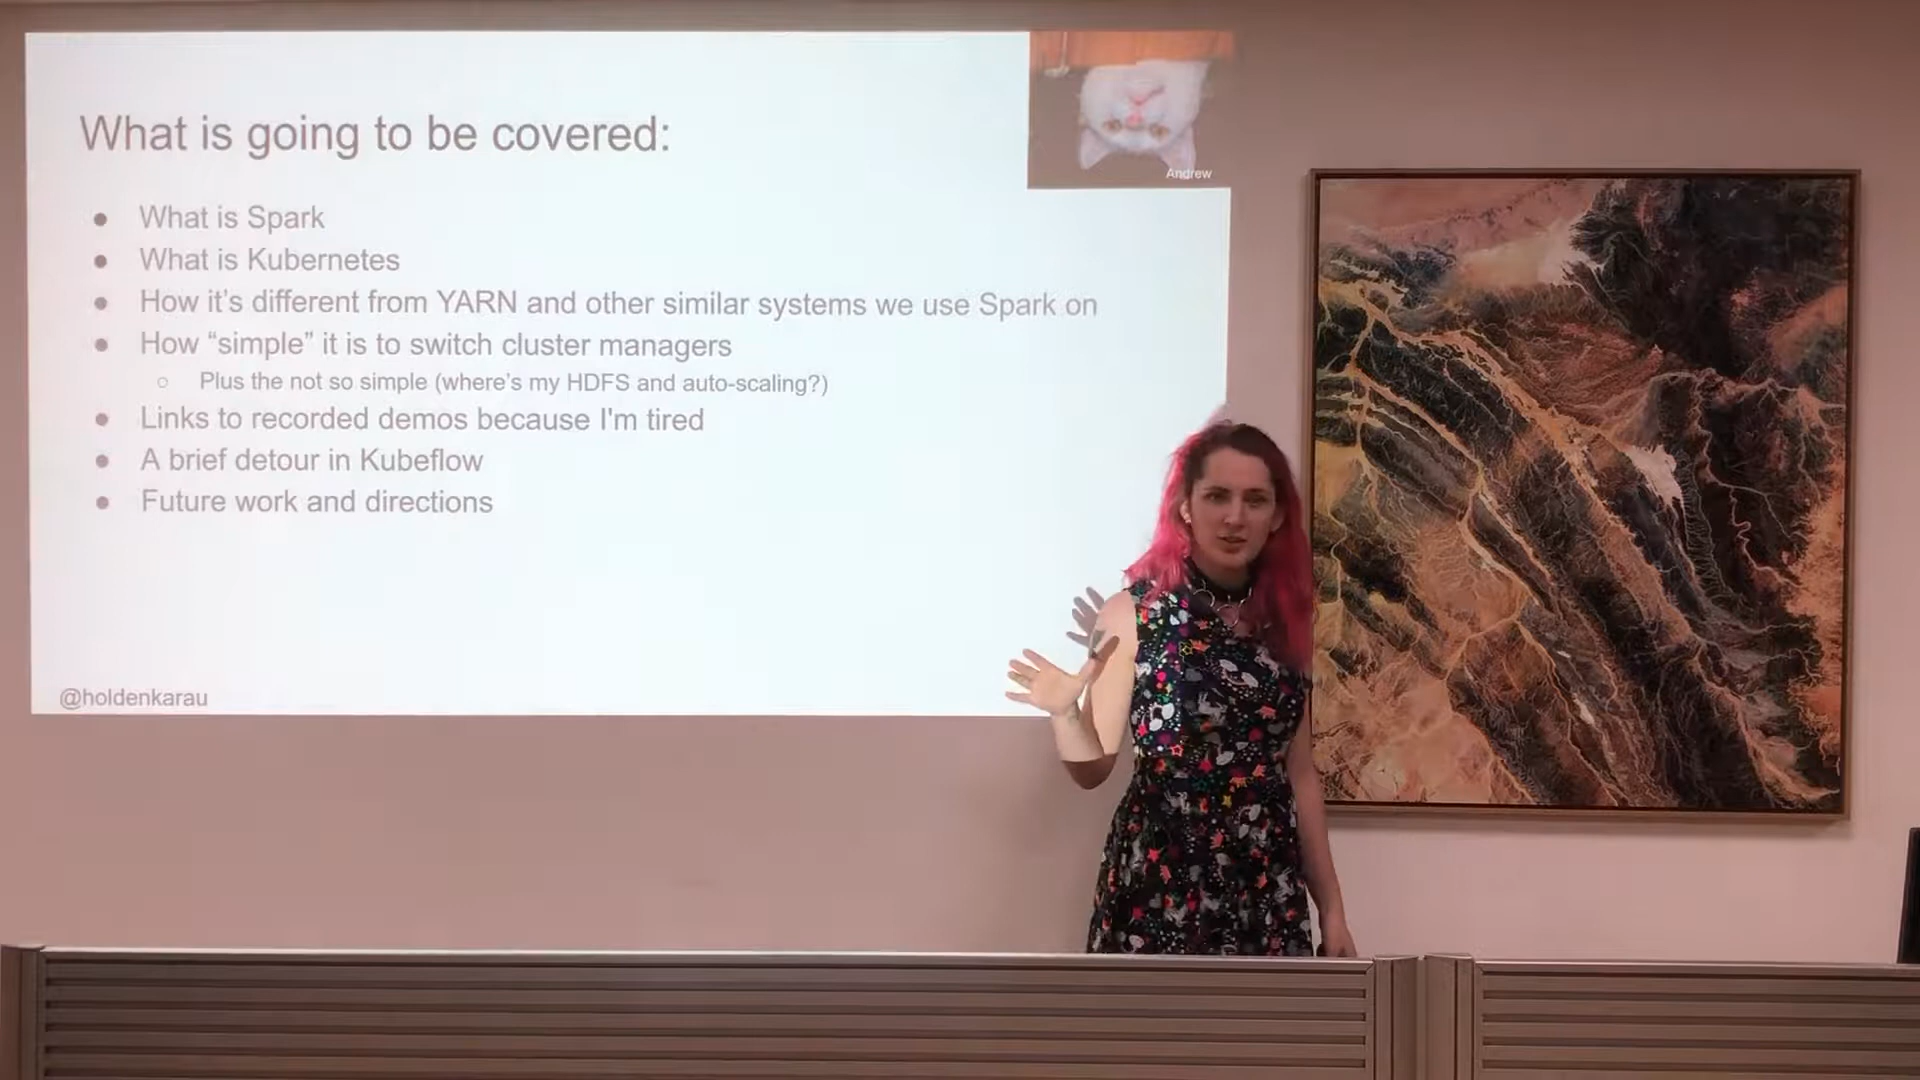 What is going to be covered:
Andrew
What is Spark
What is Kubernetes
How it's different from YARN and other similar systems we use Spark on
How “simple” it is to switch cluster managers
Plus the not so simple (where's my HDFS and auto-scaling?)
Links to recorded demos because I'm tired
A brief detour in Kubeflow
Future work and directions
@holdenkarau